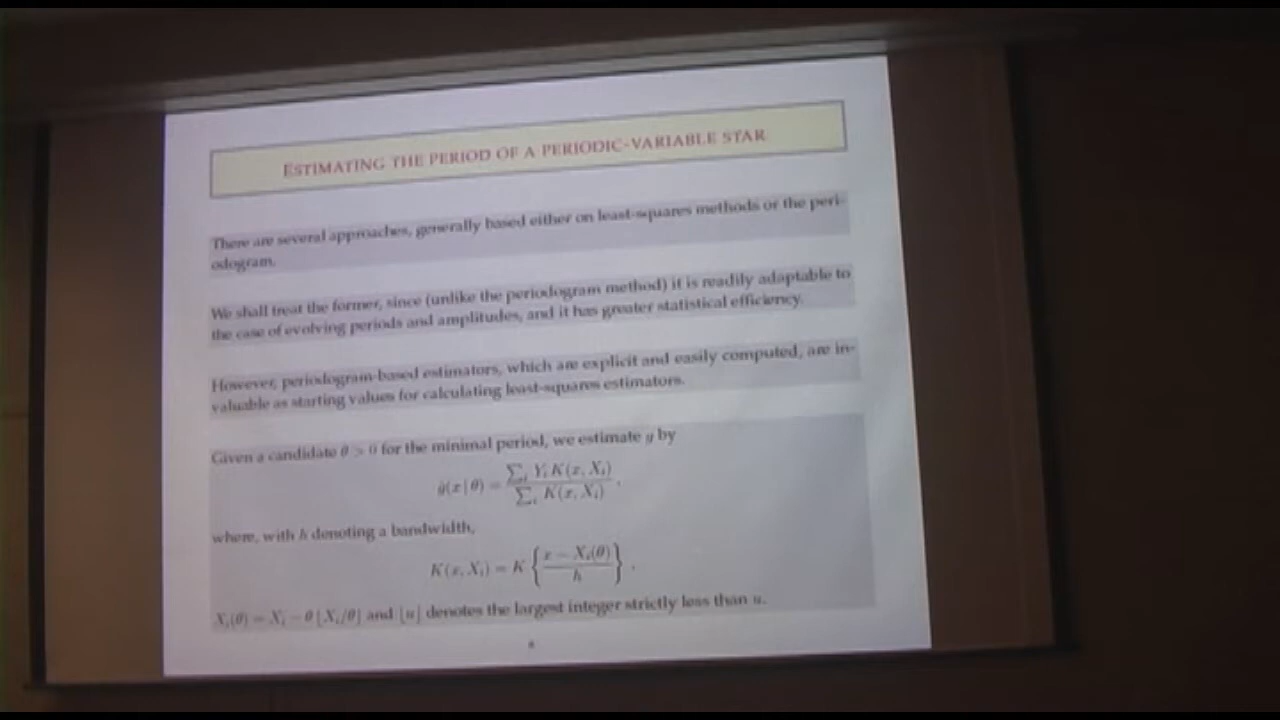 ESTIMATING THE PERIOD OF A PERIODIC-VARIABLE STAR
There are several approaches, generally based either on least-squares methods or the peri-
odogram.
We shall treat the former, since (unlike the periodogram method) it is readily adaptable to
the case of evolving periods and amplitudes, and it has greater statistical efficiency.
However, periodogram-based estimators, which are explicit and easily computed, are in-
valuable as starting values for calculating least-squares estimators.
Given a candidate θ > 0 for the minimal period, we estimate g by
ĝ(x | θ) = ∑ᵢ Yᵢ K(x, Xᵢ) / ∑ᵢ K(x, Xᵢ) ,
where, with h denoting a bandwidth,
K(x, Xᵢ) = K { x − Xᵢ(θ) / h } ,
Xᵢ(θ) = Xᵢ − θ ⌊Xᵢ/θ⌋ and ⌊u⌋ denotes the largest integer strictly less than u.